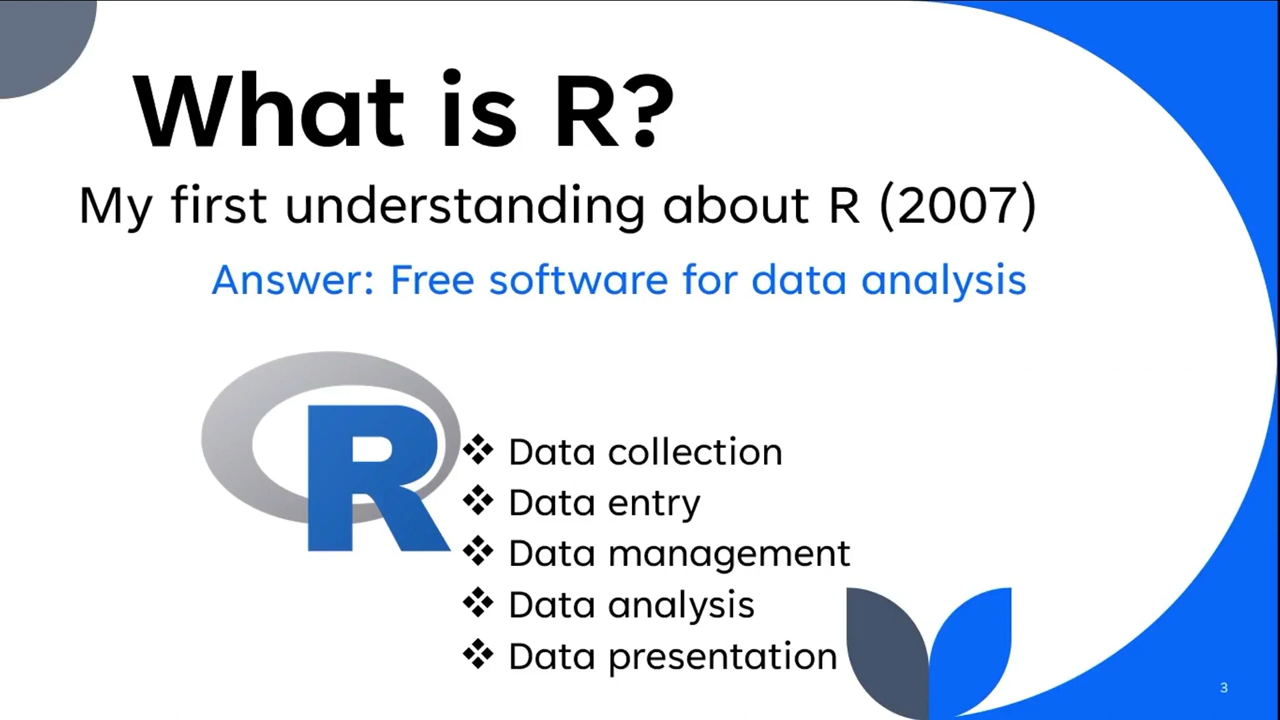 What is R?
My first understanding about R (2007)
Answer: Free software for data analysis
R
❖ Data collection
❖ Data entry
❖ Data management
❖ Data analysis
❖ Data presentation
3